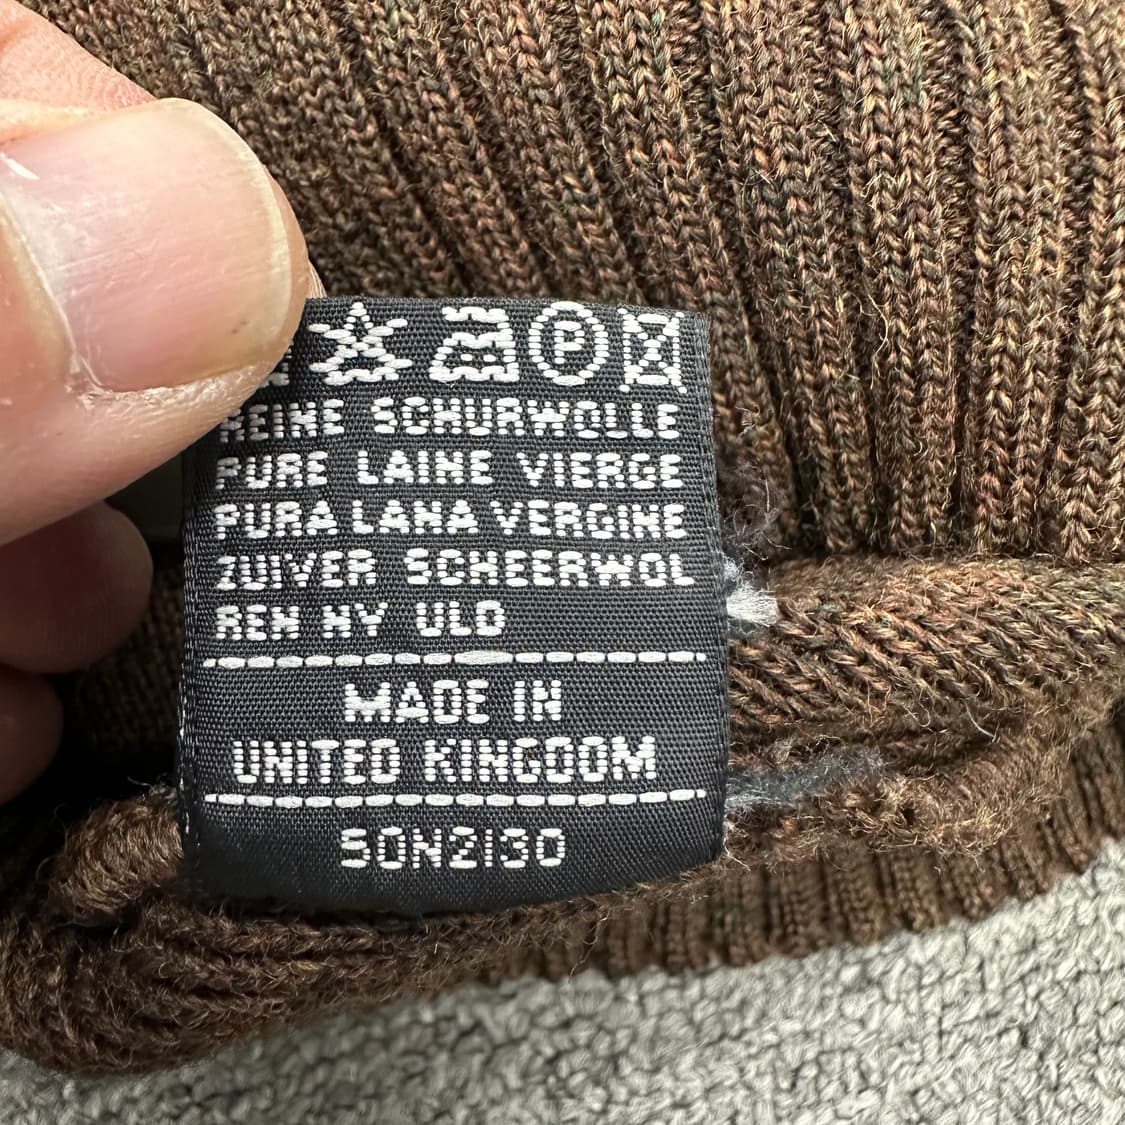 P
REINE SCHURWOLLE
PURE LAINE VIERGE
PURA LANA VERGINE
ZUIVER SCHEERWOL
REN NY ULD
MADE IN
UNITED KINGDOM
50N2130